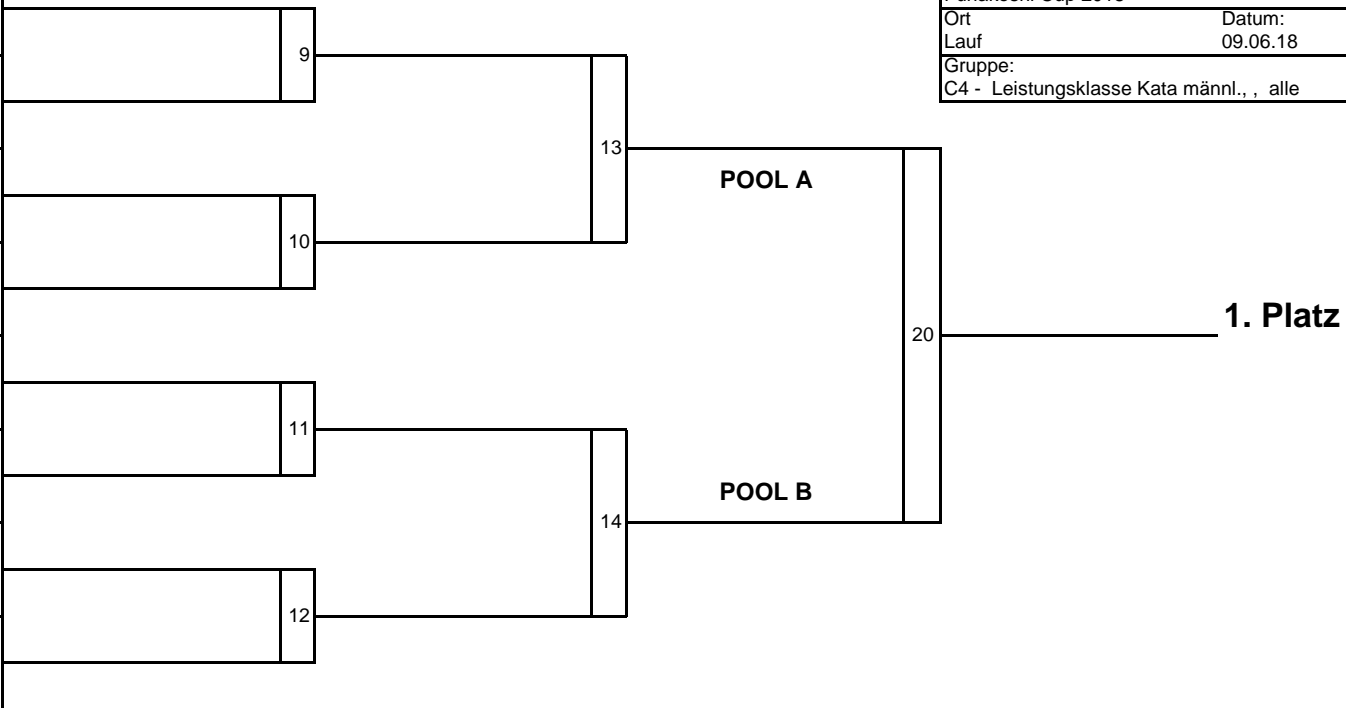 Ort Datum:
Lauf 09.06.18
Gruppe:
C4 - Leistungsklasse Kata männl., , alle
9
13
POOL A
10
1. Platz
20
11
POOL B
14
12